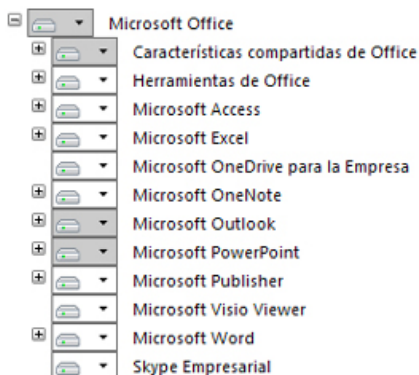 Microsoft Office
Características compartidas de Office
Herramientas de Office
Microsoft Access
Microsoft Excel
Microsoft OneDrive para la Empresa
Microsoft OneNote
Microsoft Outlook
Microsoft PowerPoint
Microsoft Publisher
Microsoft Visio Viewer
Microsoft Word
Skype Empresarial